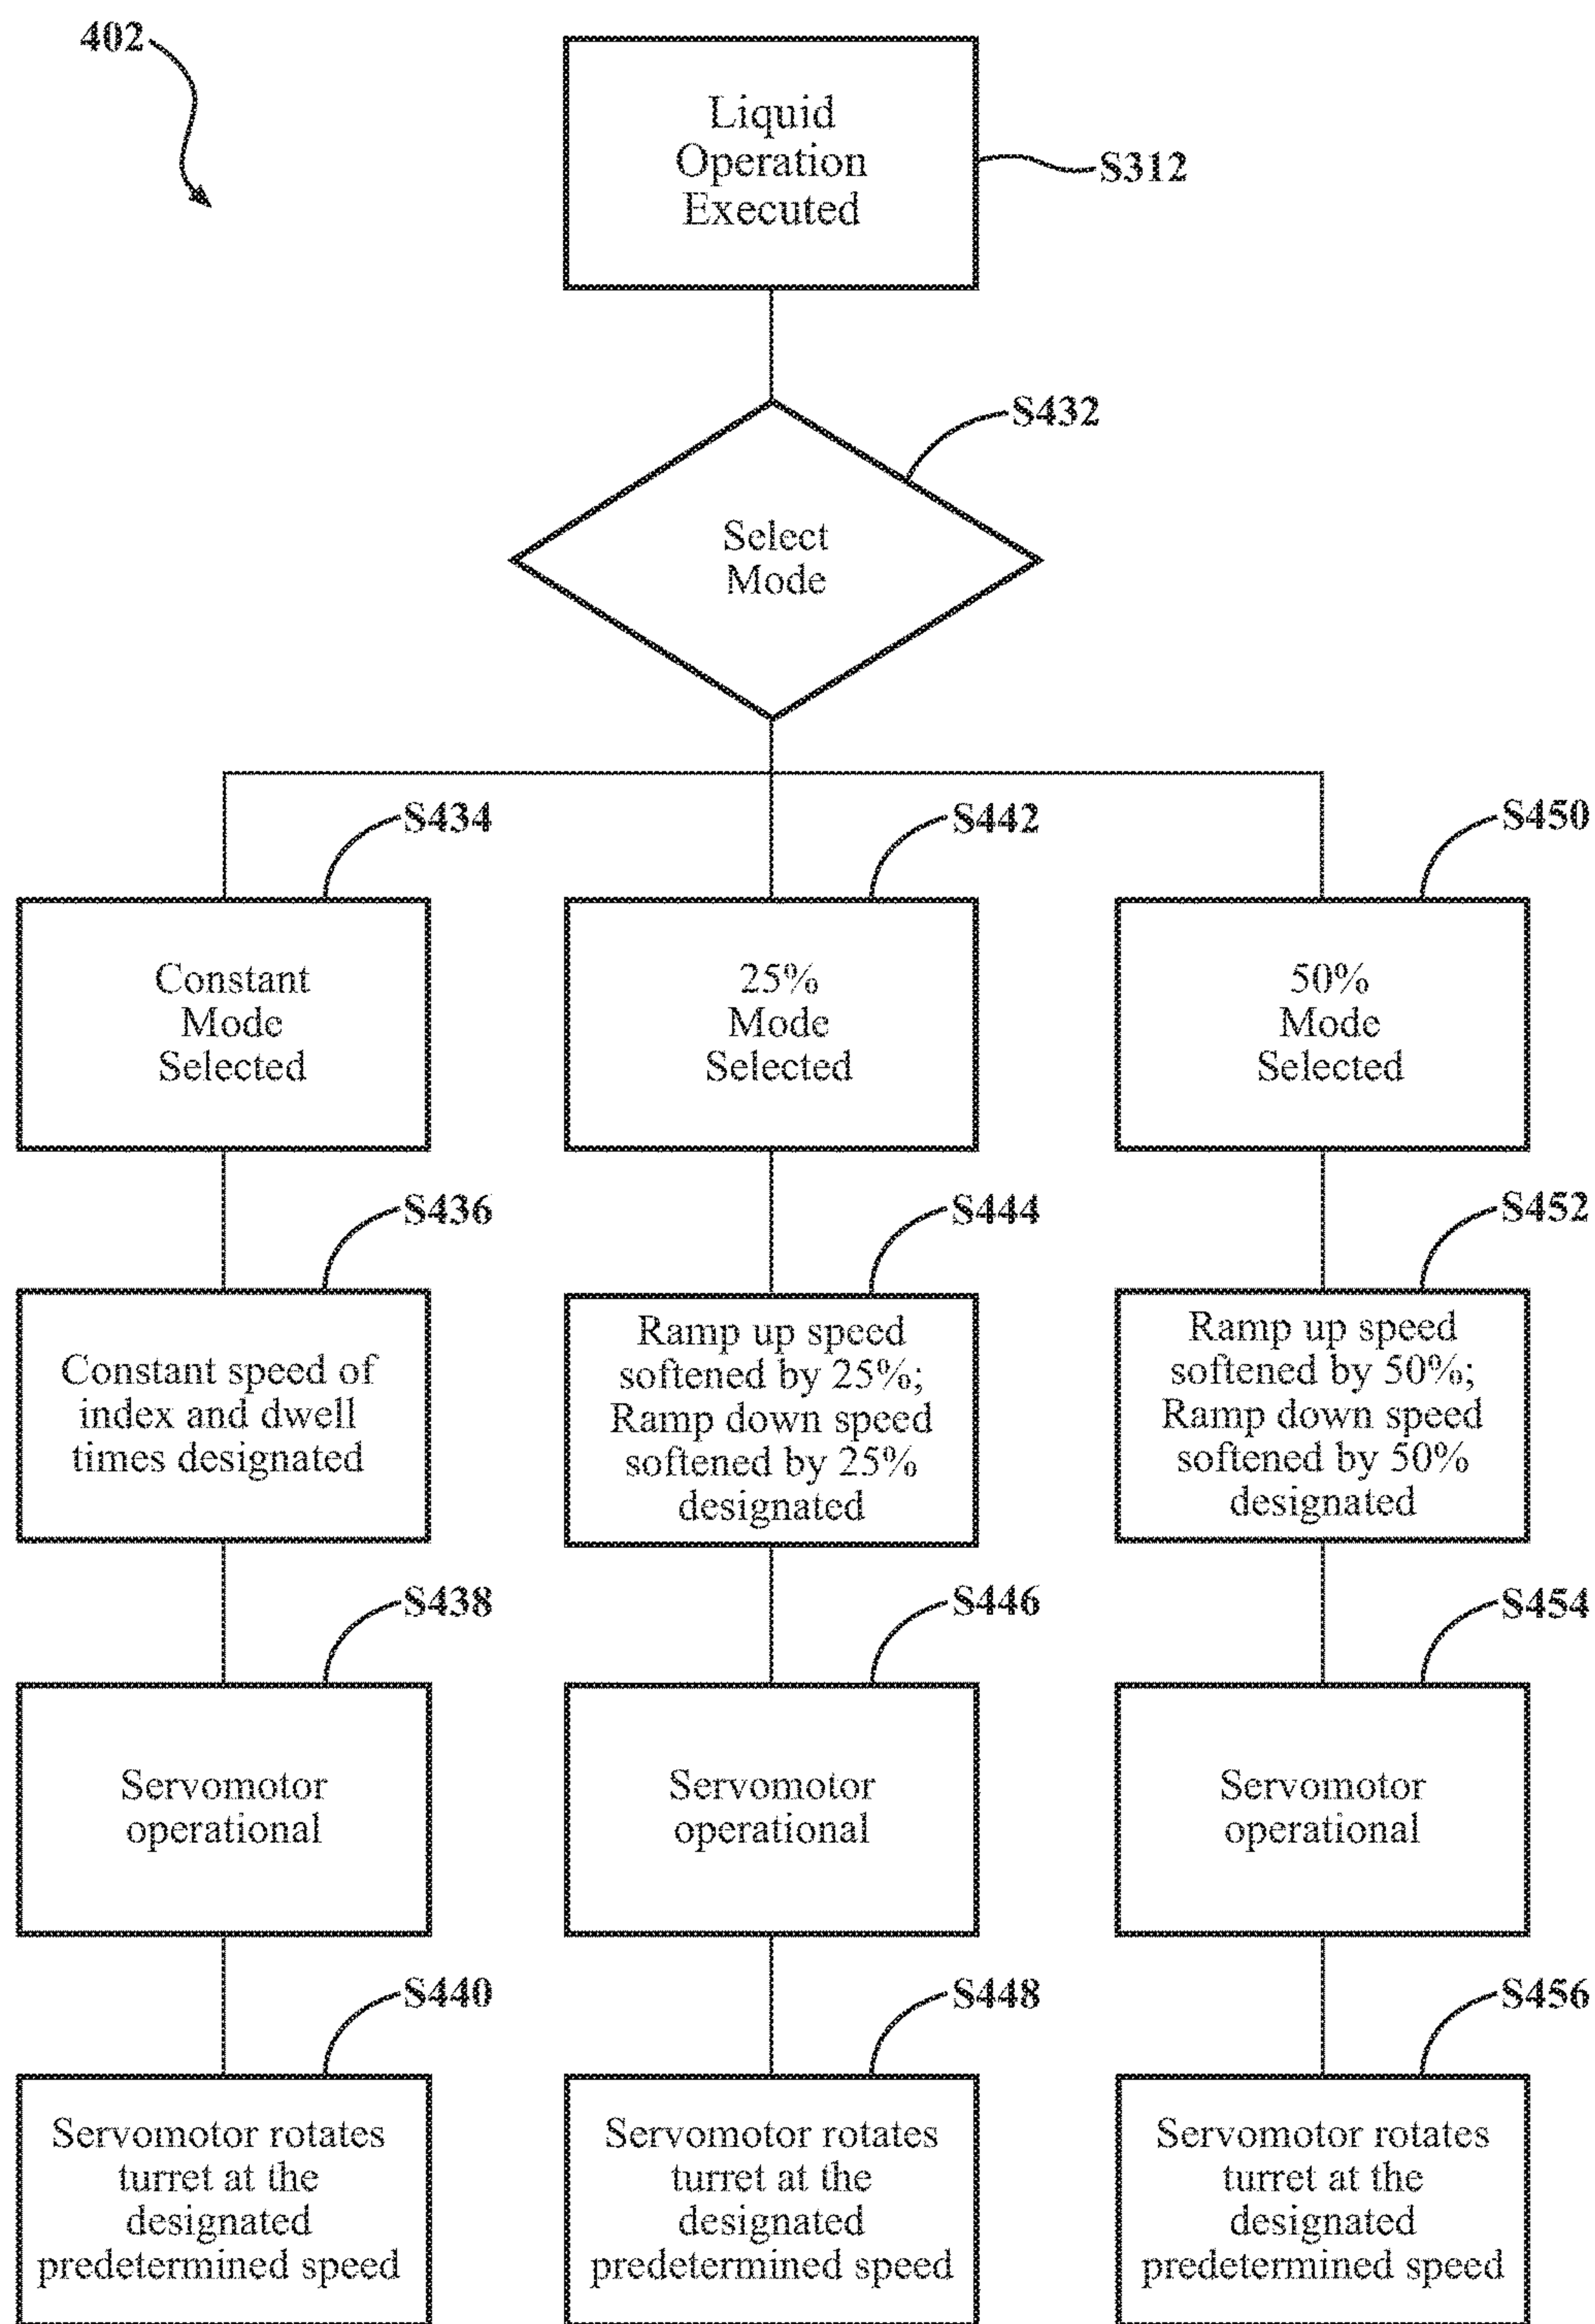 402
Liquid
Operation
Executed
S312
S432
Select
Mode
S434
S442
S450
Constant
Mode
Selected
25%
Mode
Selected
50%
Mode
Selected
S436
S444
S452
Constant speed of
index and dwell
times designated
Ramp up speed
softened by 25%;
Ramp down speed
softened by 25%
designated
Ramp up speed
softened by 50%;
Ramp down speed
softened by 50%
designated
S438
S446
S454
Servomotor
operational
Servomotor
operational
Servomotor
operational
S440
S448
S456
Servomotor rotates
turret at the
designated
predetermined speed
Servomotor rotates
turret at the
designated
predetermined speed
Servomotor rotates
turret at the
designated
predetermined speed